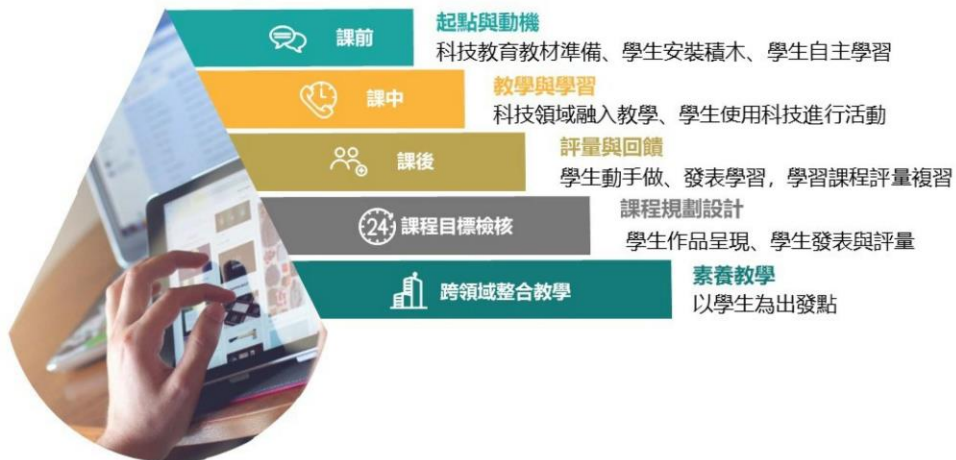 課前
起點與動機
科技教育教材準備、學生安裝積木、學生自主學習
課中
教學與學習
科技領域融入教學、學生使用科技進行活動
課後
評量與回饋
學生動手做、發表學習，學習課程評量複習
24
課程目標檢核
課程規劃設計
學生作品呈現、學生發表與評量
跨領域整合教學
素養教學
以學生為出發點